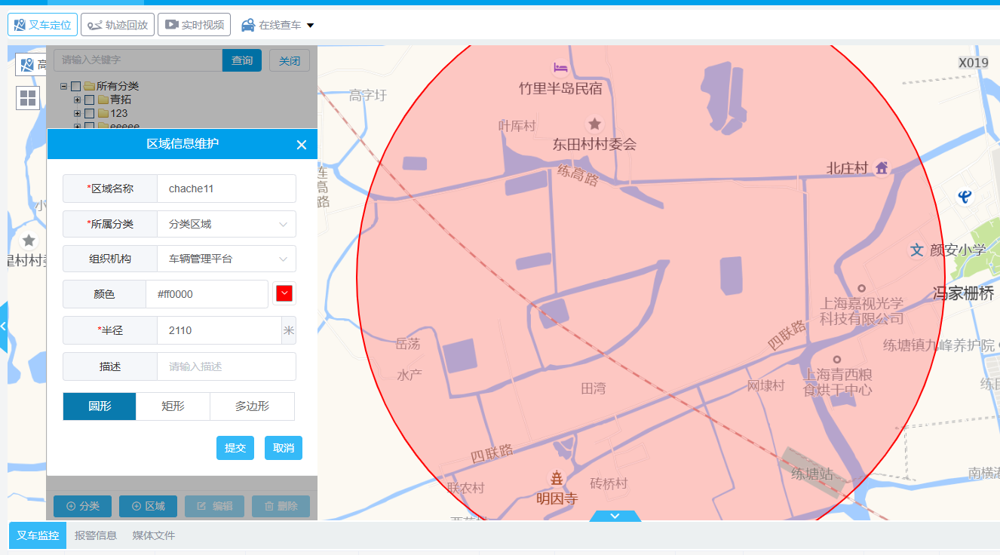 叉车定位
轨迹回放
实时视频
在线查车
请输入关键字
查询
关闭
高
所有分类
青拓
123
eeeee
区域信息维护
*区域名称
chache11
*所属分类
分类区域
组织机构
车辆管理平台
颜色
#ff0000
*半径
2110
米
描述
请输入描述
圆形
矩形
多边形
提交
取消
分类
区域
编辑
删除
叉车监控
报警信息
媒体文件
X019
竹里半岛民宿
高字圩
叶厍村
东田村村委会
练高路
北庄村
连高路
小
颜安小学
冯家栅桥
上海嘉视光学
科技有限公司
四联路
岳荡
练塘镇九峰养护院
水产
上海青西粮
食烘干中心
田湾
网埭村
四联路
练塘站
南横港
联农村
砖桥村
明因寺